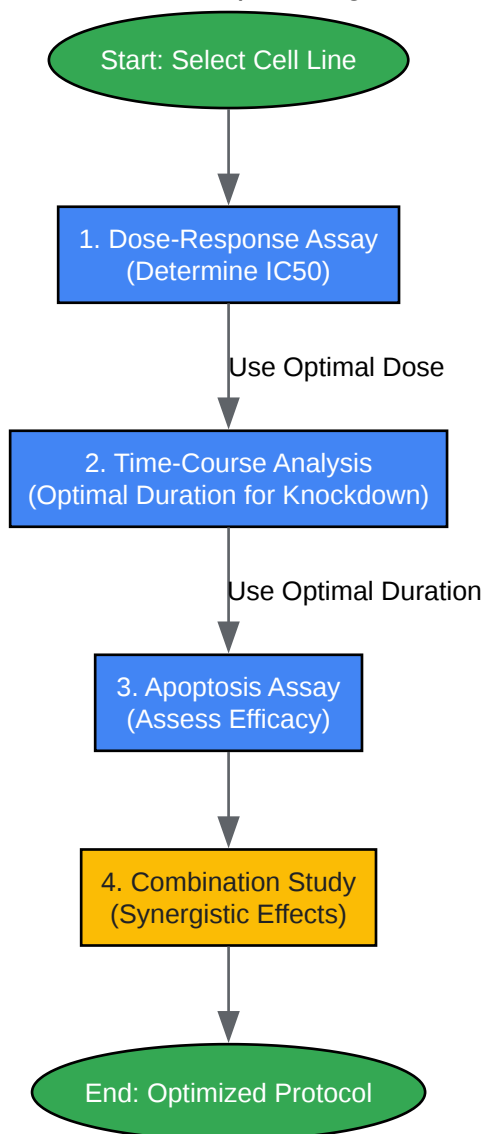 Start: Select Cell Line
1. Dose-Response Assay
(Determine IC50)
Use Optimal Dose
2. Time-Course Analysis
(Optimal Duration for Knockdown)
Use Optimal Duration
3. Apoptosis Assay
(Assess Efficacy)
4. Combination Study
(Synergistic Effects)
End: Optimized Protocol